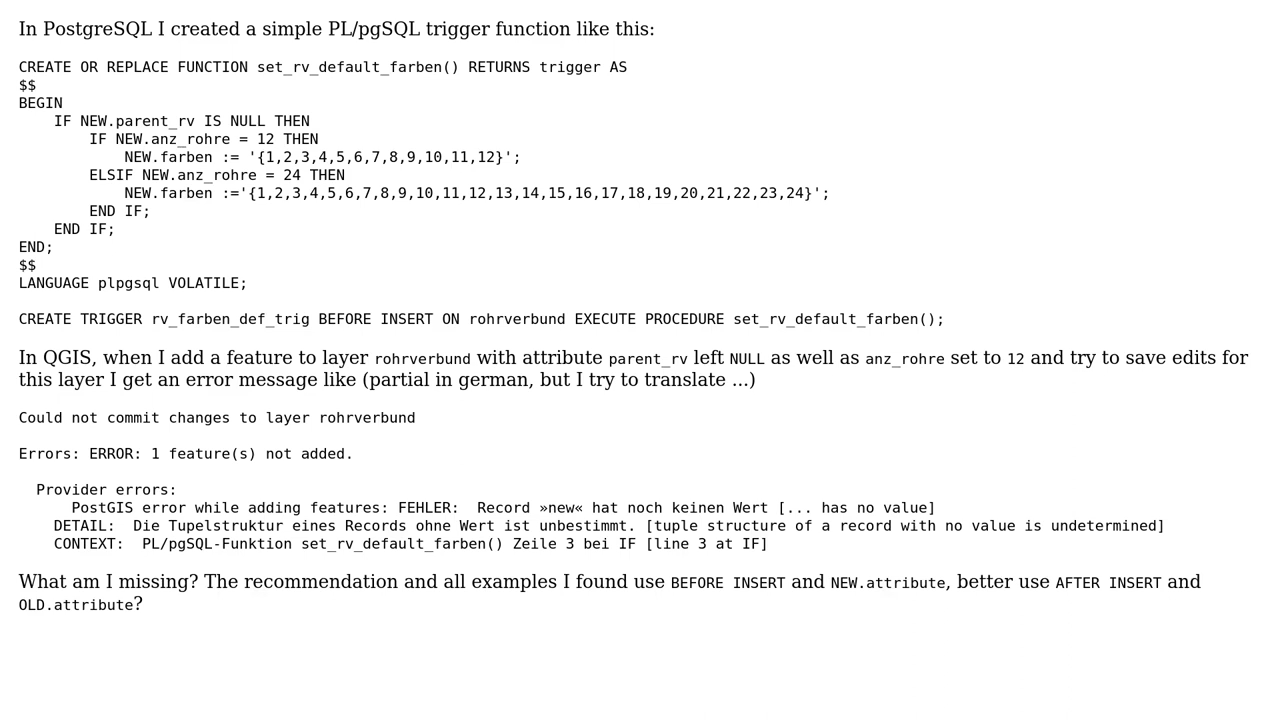 In PostgreSQL I created a simple PL/pgSQL trigger function like this:
CREATE OR REPLACE FUNCTION set_rv_default_farben() RETURNS trigger AS
$$
BEGIN
    IF NEW.parent_rv IS NULL THEN
        IF NEW.anz_rohre = 12 THEN
            NEW.farben := '{1,2,3,4,5,6,7,8,9,10,11,12}';
        ELSIF NEW.anz_rohre = 24 THEN
            NEW.farben :='{1,2,3,4,5,6,7,8,9,10,11,12,13,14,15,16,17,18,19,20,21,22,23,24}';
        END IF;
    END IF;
END;
$$
LANGUAGE plpgsql VOLATILE;
CREATE TRIGGER rv_farben_def_trig BEFORE INSERT ON rohrverbund EXECUTE PROCEDURE set_rv_default_farben();
In QGIS, when I add a feature to layer rohrverbund with attribute parent_rv left NULL as well as anz_rohre set to 12 and try to save edits for
this layer I get an error message like (partial in german, but I try to translate ...)
Could not commit changes to layer rohrverbund
Errors: ERROR: 1 feature(s) not added.
  Provider errors:
      PostGIS error while adding features: FEHLER:  Record »new« hat noch keinen Wert [... has no value]
    DETAIL:  Die Tupelstruktur eines Records ohne Wert ist unbestimmt. [tuple structure of a record with no value is undetermined]
    CONTEXT:  PL/pgSQL-Funktion set_rv_default_farben() Zeile 3 bei IF [line 3 at IF]
What am I missing? The recommendation and all examples I found use BEFORE INSERT and NEW.attribute, better use AFTER INSERT and
OLD.attribute?